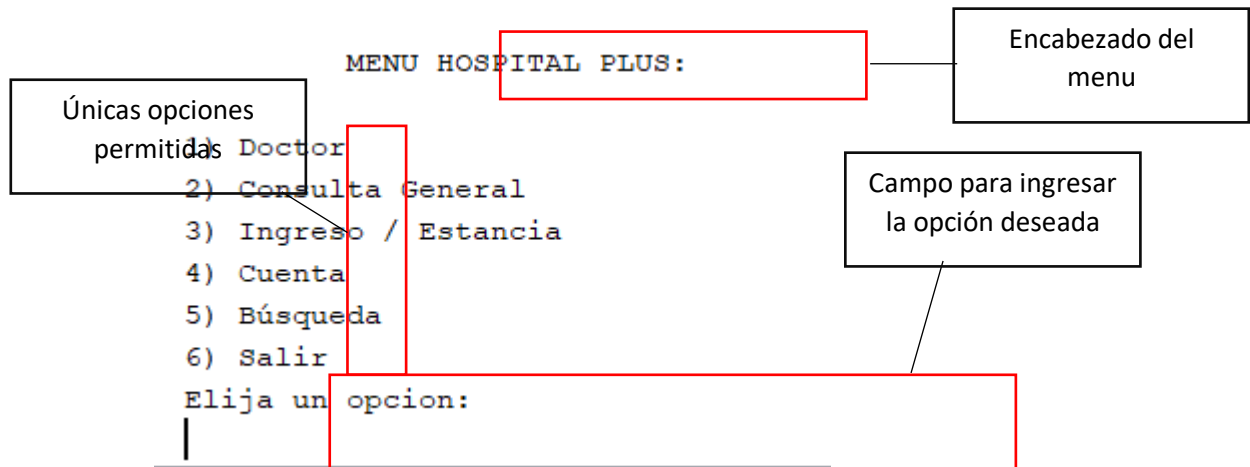 MENU HOSPITAL PLUS:
Encabezado del
menu
Únicas opciones
permitidas
1) Doctor
2) Consulta General
3) Ingreso / Estancia
4) Cuenta
5) Búsqueda
6) Salir
Elija un opcion:
Campo para ingresar
la opción deseada